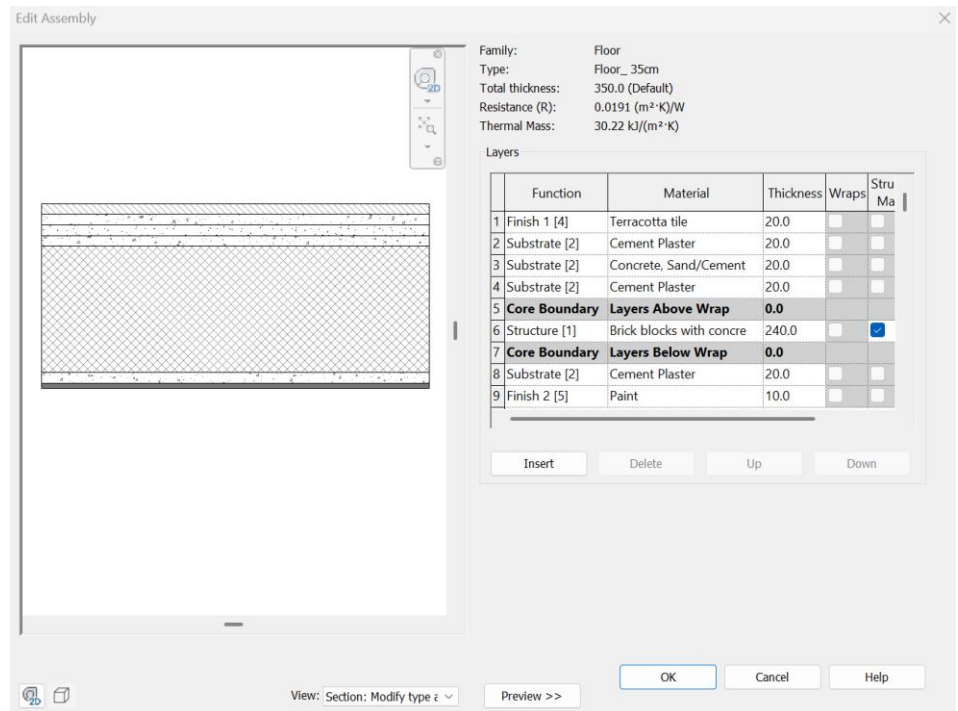 Edit Assembly
2D
Family: Floor
Type: Floor_ 35cm
Total thickness: 350.0 (Default)
Resistance (R): 0.0191 (m²·K)/W
Thermal Mass: 30.22 kJ/(m²·K)
Layers
Function Material Thickness Wraps Stru
Ma
1 Finish 1 [4] Terracotta tile 20.0
2 Substrate [2] Cement Plaster 20.0
3 Substrate [2] Concrete, Sand/Cement 20.0
4 Substrate [2] Cement Plaster 20.0
5 Core Boundary Layers Above Wrap 0.0
6 Structure [1] Brick blocks with concre 240.0
7 Core Boundary Layers Below Wrap 0.0
8 Substrate [2] Cement Plaster 20.0
9 Finish 2 [5] Paint 10.0
Insert Delete Up Down
OK Cancel Help
2D View: Section: Modify type a Preview >>